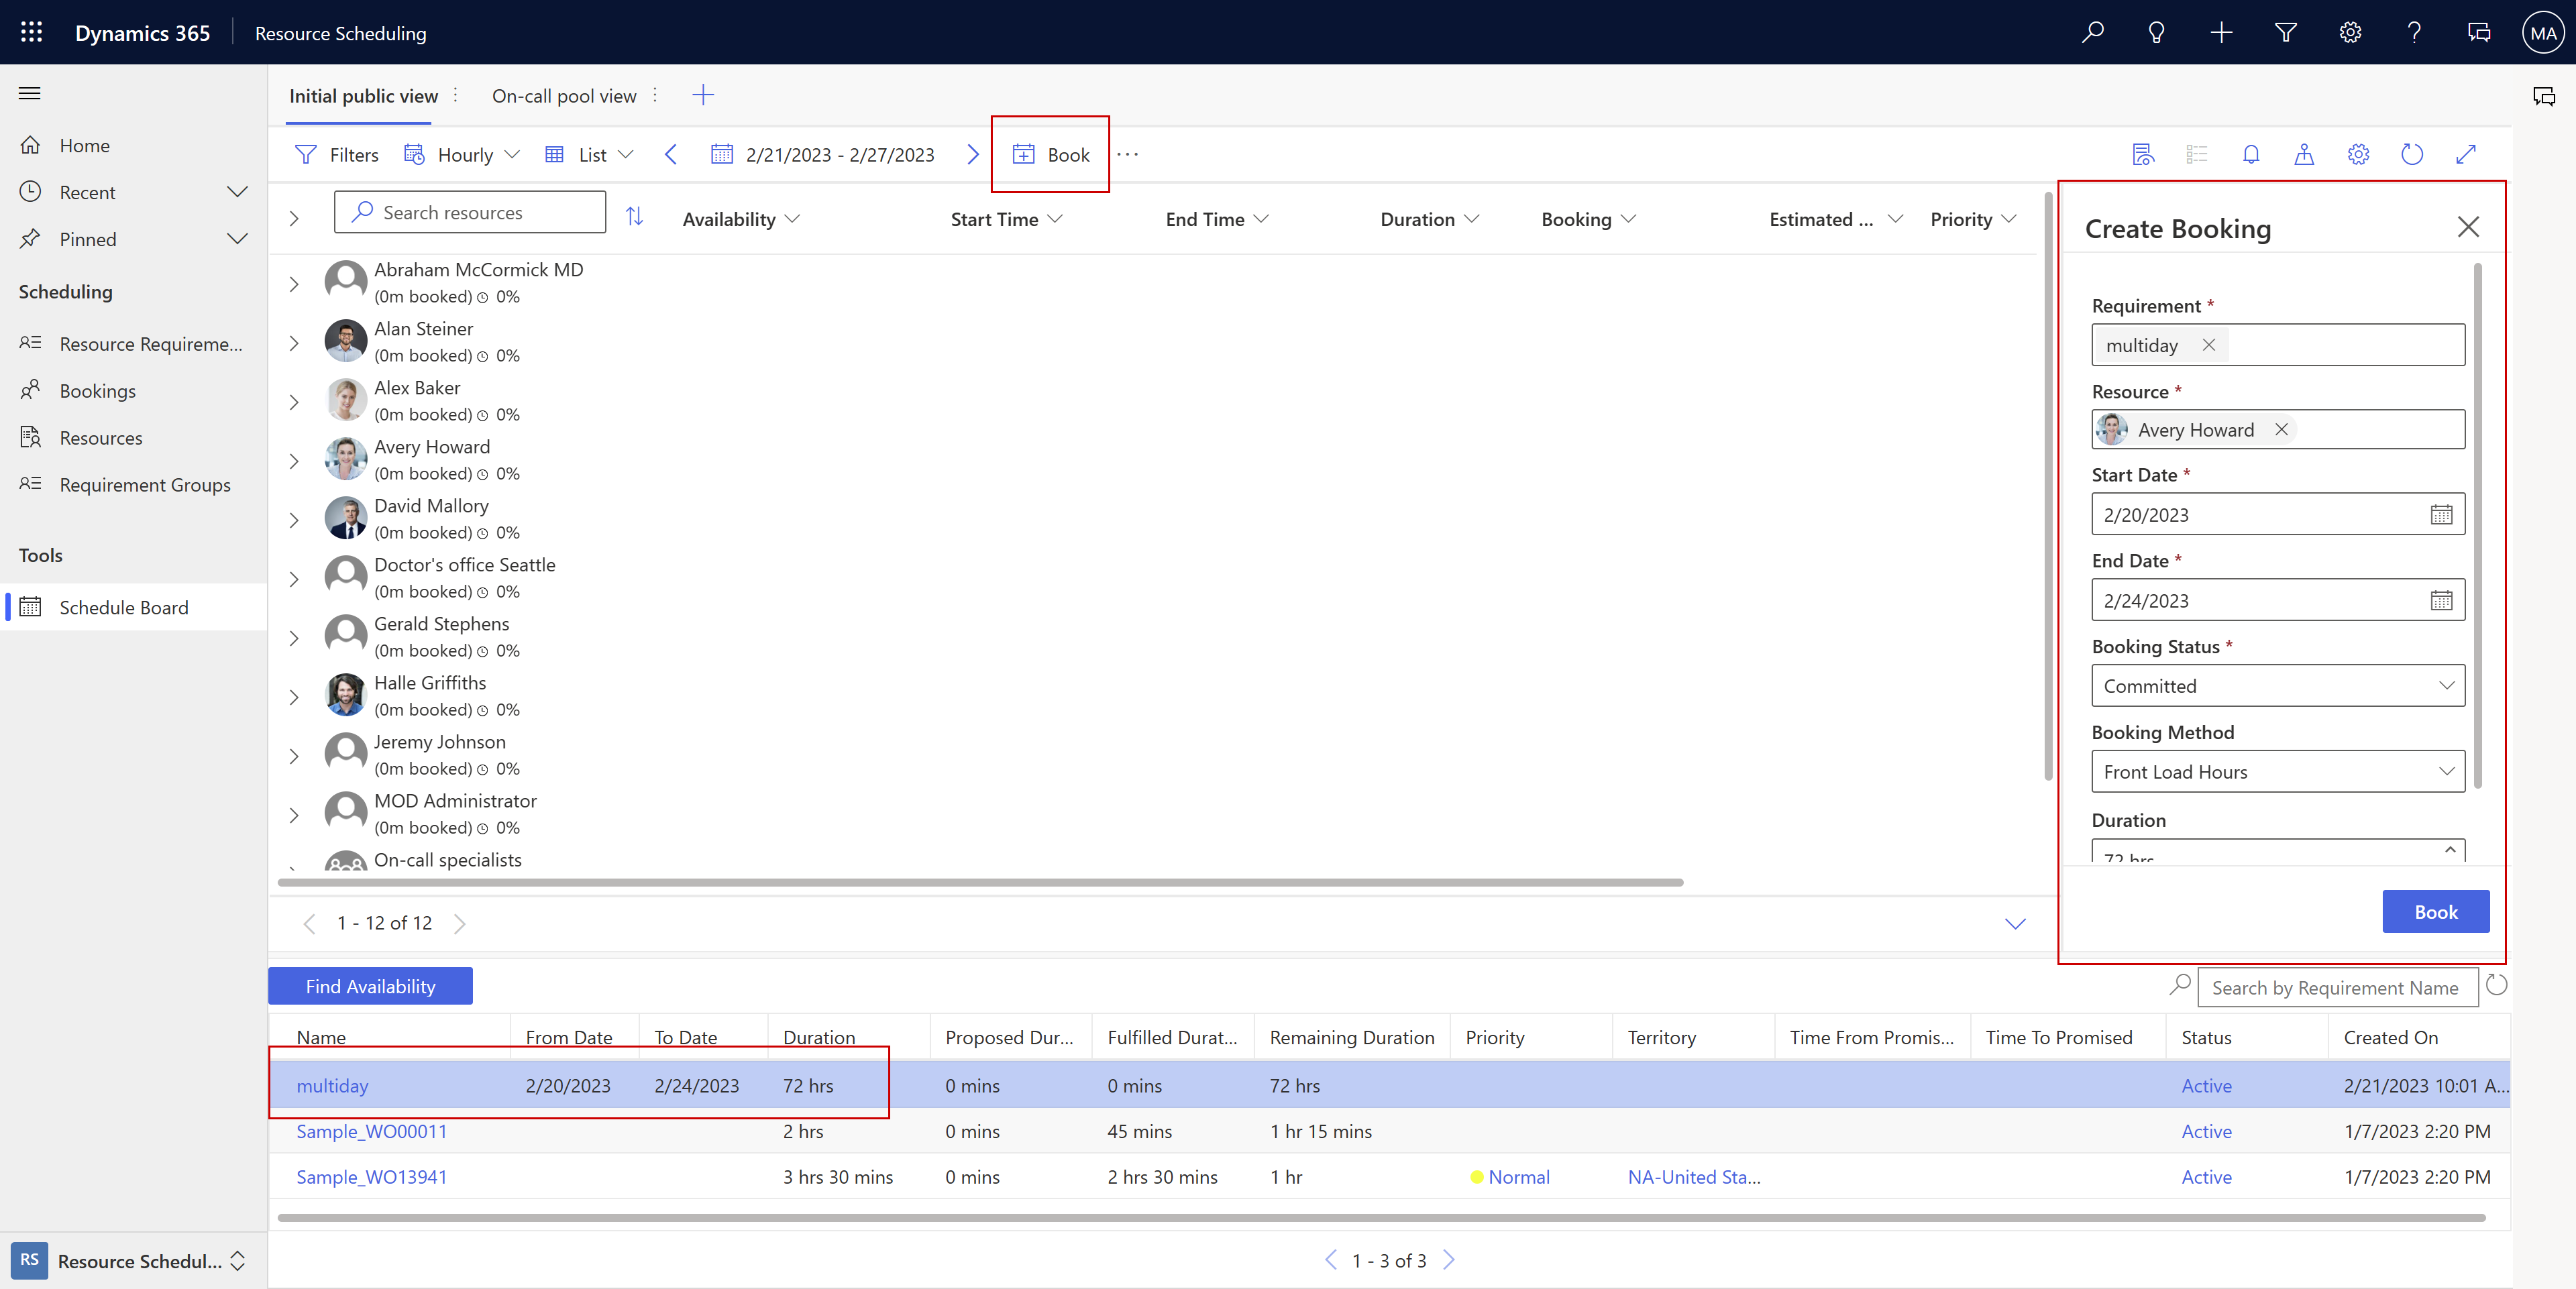 Dynamics 365 Resource Scheduling MA
Initial public view On-call pool view
Filters Hourly List 2/21/2023 - 2/27/2023 Book
Home
Recent
Pinned
Scheduling
Resource Requireme...
Bookings
Resources
Requirement Groups
Tools
Schedule Board
RS Resource Schedul...
Search resources Availability Start Time End Time Duration Booking Estimated ... Priority
Abraham McCormick MD
(0m booked) 0%
Alan Steiner
(0m booked) 0%
Alex Baker
(0m booked) 0%
Avery Howard
(0m booked) 0%
David Mallory
(0m booked) 0%
Doctor's office Seattle
(0m booked) 0%
Gerald Stephens
(0m booked) 0%
Halle Griffiths
(0m booked) 0%
Jeremy Johnson
(0m booked) 0%
MOD Administrator
(0m booked) 0%
On-call specialists
1 - 12 of 12
Create Booking
Requirement *
multiday
Resource *
Avery Howard
Start Date *
2/20/2023
End Date *
2/24/2023
Booking Status *
Committed
Booking Method
Front Load Hours
Duration
72 hrs
Book
Find Availability Search by Requirement Name
Name From Date To Date Duration Proposed Dur... Fulfilled Durat... Remaining Duration Priority Territory Time From Promis... Time To Promised Status Created On
multiday 2/20/2023 2/24/2023 72 hrs 0 mins 0 mins 72 hrs Active 2/21/2023 10:01 A...
Sample_WO00011 2 hrs 0 mins 45 mins 1 hr 15 mins Active 1/7/2023 2:20 PM
Sample_WO13941 3 hrs 30 mins 0 mins 2 hrs 30 mins 1 hr Normal NA-United Sta... Active 1/7/2023 2:20 PM
1 - 3 of 3